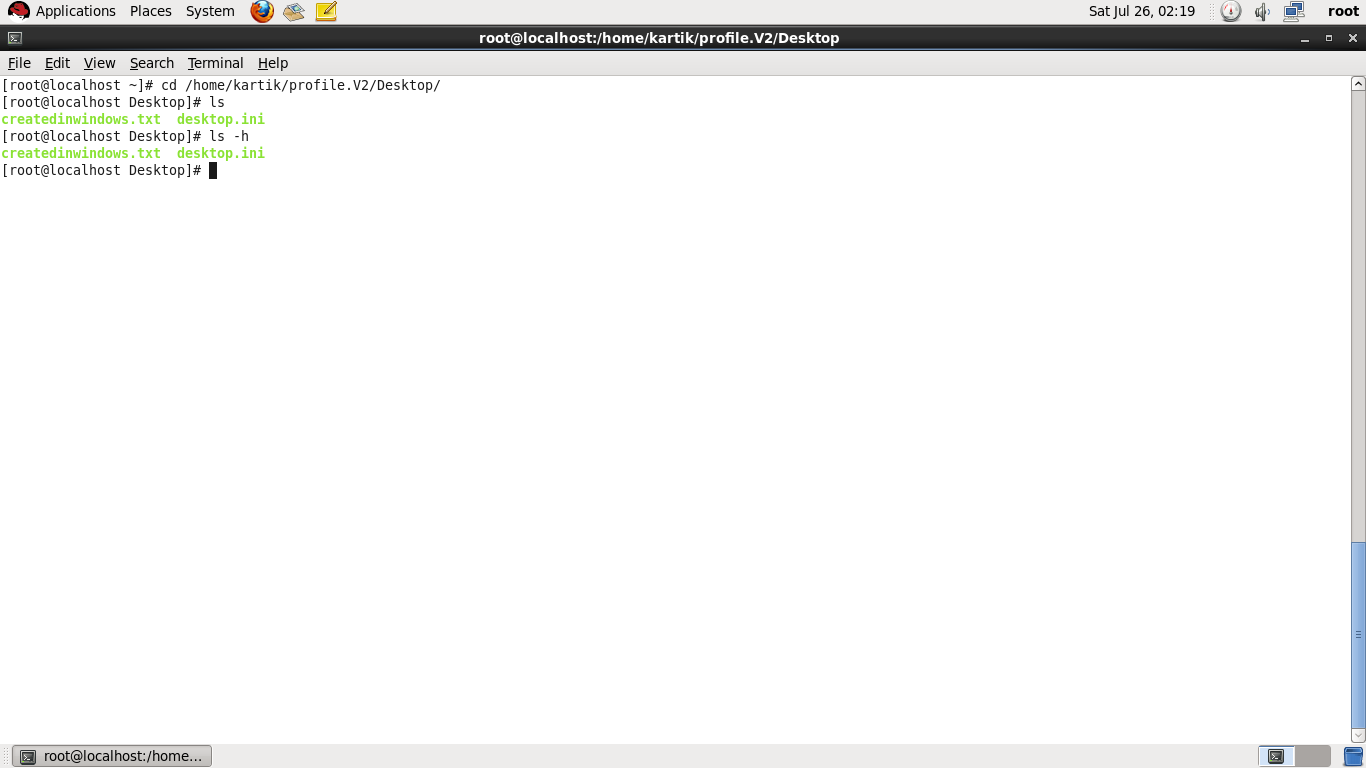 Applications Places System Sat Jul 26, 02:19 root
root@localhost:/home/kartik/profile.V2/Desktop
File Edit View Search Terminal Help
[root@localhost ~]# cd /home/kartik/profile.V2/Desktop/
[root@localhost Desktop]# ls
createdinwindows.txt  desktop.ini
[root@localhost Desktop]# ls -h
createdinwindows.txt  desktop.ini
[root@localhost Desktop]#
root@localhost:/home...